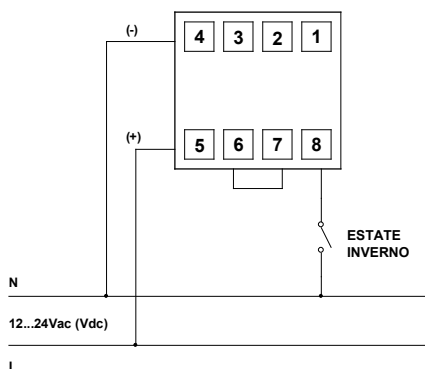 (-)
4 3 2 1
(+)
5 6 7 8
ESTATE
INVERNO
N
12...24Vac (Vdc)
L